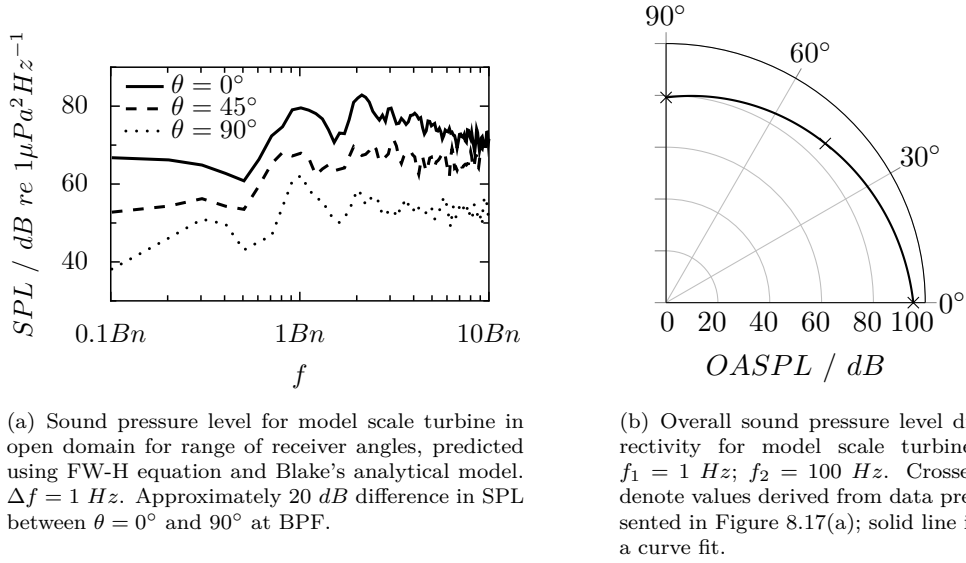 SPL / dB re 1μPa²Hz⁻¹
80
60
40
θ = 0°
θ = 45°
θ = 90°
0.1Bn
1Bn
10Bn
f
90°
60°
30°
0°
0 20 40 60 80 100
OASPL / dB
(a) Sound pressure level for model scale turbine in
open domain for range of receiver angles, predicted
using FW-H equation and Blake's analytical model.
Δf = 1 Hz. Approximately 20 dB difference in SPL
between θ = 0° and 90° at BPF.
(b) Overall sound pressure level d
rectivity for model scale turbine
f₁ = 1 Hz; f₂ = 100 Hz. Crosse
denote values derived from data pre
sented in Figure 8.17(a); solid line i
a curve fit.